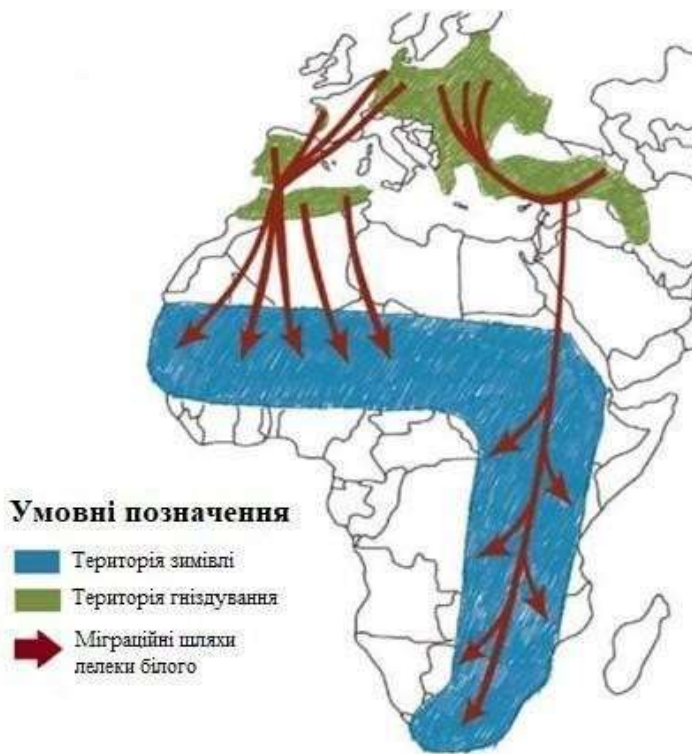 Умовні позначення
Територія зимівлі
Територія гніздування
Міграційні шляхи
лелеки білого